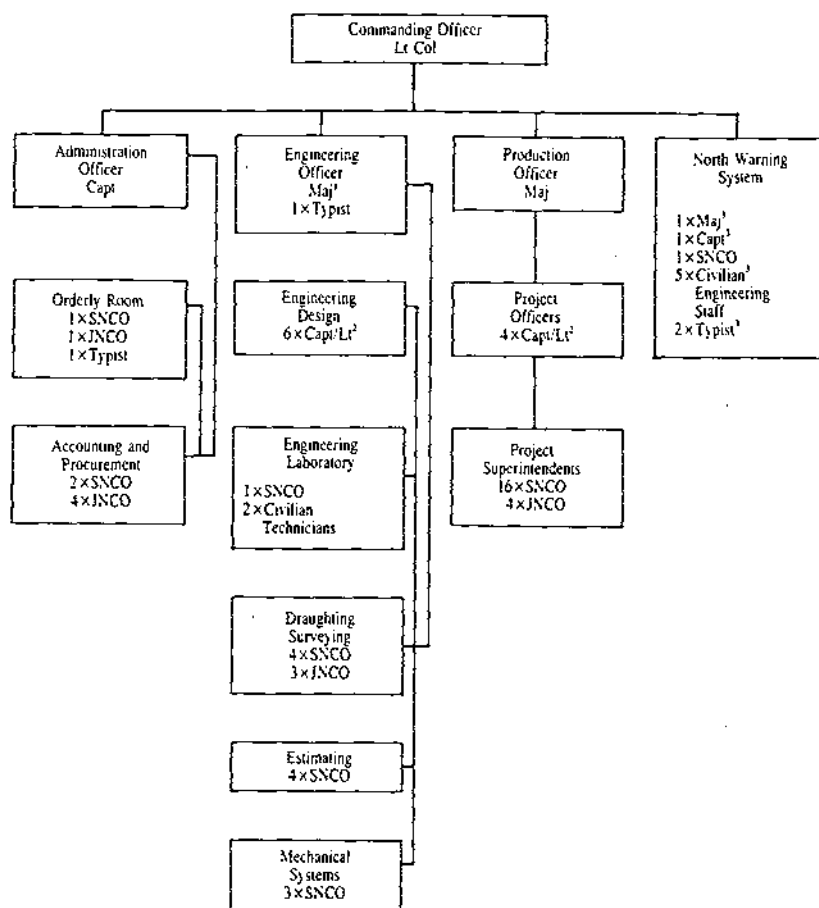 Commanding Officer
Lt Col
Administration
Officer
Capt
Orderly Room
1×SNCO
1×JNCO
1×Typist
Accounting and
Procurement
2×SNCO
4×JNCO
Engineering
Officer
Maj¹
1×Typist
Engineering
Design
6×Capt/Lt²
Engineering
Laboratory
1×SNCO
2×Civilian
Technicians
Draughting
Surveying
4×SNCO
3×JNCO
Estimating
4×SNCO
Mechanical
Systems
3×SNCO
Production
Officer
Maj
Project
Officers
4×Capt/Lt²
Project
Superintendents
16×SNCO
4×JNCO
North Warning
System
1×Maj³
1×Capt³
1×SNCO
5×Civilian³
Engineering
Staff
2×Typist³